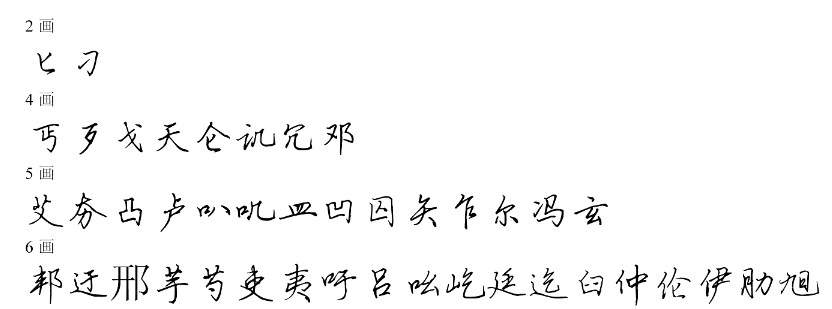 2 画
匕 刁
4 画
丐 歹 戈 夭 仑 讥 冗 邓
5 画
艾 夯 凸 卢 叭 叽 皿 凹 囚 矢 乍 尔 冯 玄
6 画
邦 迂 邢 芋 芍 吏 夷 吁 吕 吆 屹 廷 迄 臼 仲 伦 伊 肋 旭